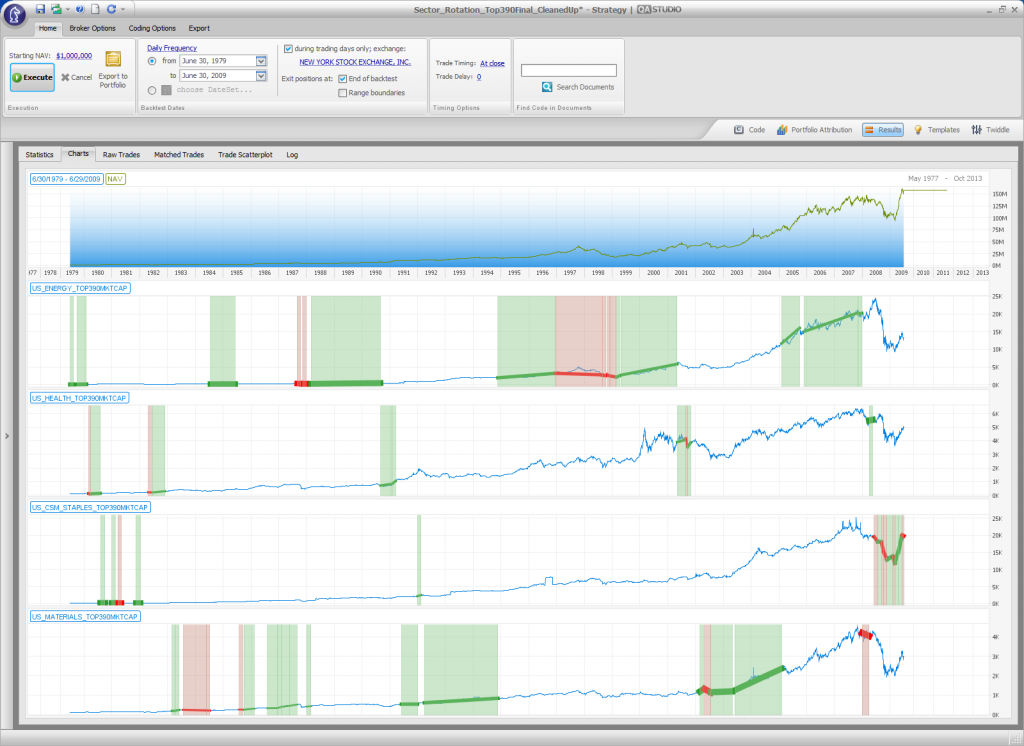 Sector_Rotation_Top390Final_CleanedUp* - Strategy | QASTUDIO
Home Broker Options Coding Options Export
Starting NAV: $1,000,000
Execute Cancel Export to Portfolio
Execution
Daily Frequency
from June 30, 1979
to June 30, 2009
choose DateSet...
Backtest Dates
during trading days only; exchange:
NEW YORK STOCK EXCHANGE, INC.
Exit positions at: End of backtest
Range boundaries
Trade Timing: At close
Trade Delay: 0
Timing Options
Search Documents
Find Code in Documents
Code Portfolio Attribution Results Templates Twiddle
Statistics Charts Raw Trades Matched Trades Trade Scatterplot Log
6/30/1979 - 6/29/2009 NAV May 1977 - Oct 2013
150M
125M
100M
75M
50M
25M
0M
77 1978 1979 1980 1981 1982 1983 1984 1985 1986 1987 1988 1989 1990 1991 1992 1993 1994 1995 1996 1997 1998 1999 2000 2001 2002 2003 2004 2005 2006 2007 2008 2009 2010 2011 2012 2013
US_ENERGY_TOP390MKTCAP
25K
20K
15K
10K
5K
0K
US_HEALTH_TOP390MKTCAP
6K
5K
4K
3K
2K
1K
0K
US_CSM_STAPLES_TOP390MKTCAP
25K
20K
15K
10K
5K
0K
US_MATERIALS_TOP390MKTCAP
4K
3K
2K
1K
0K